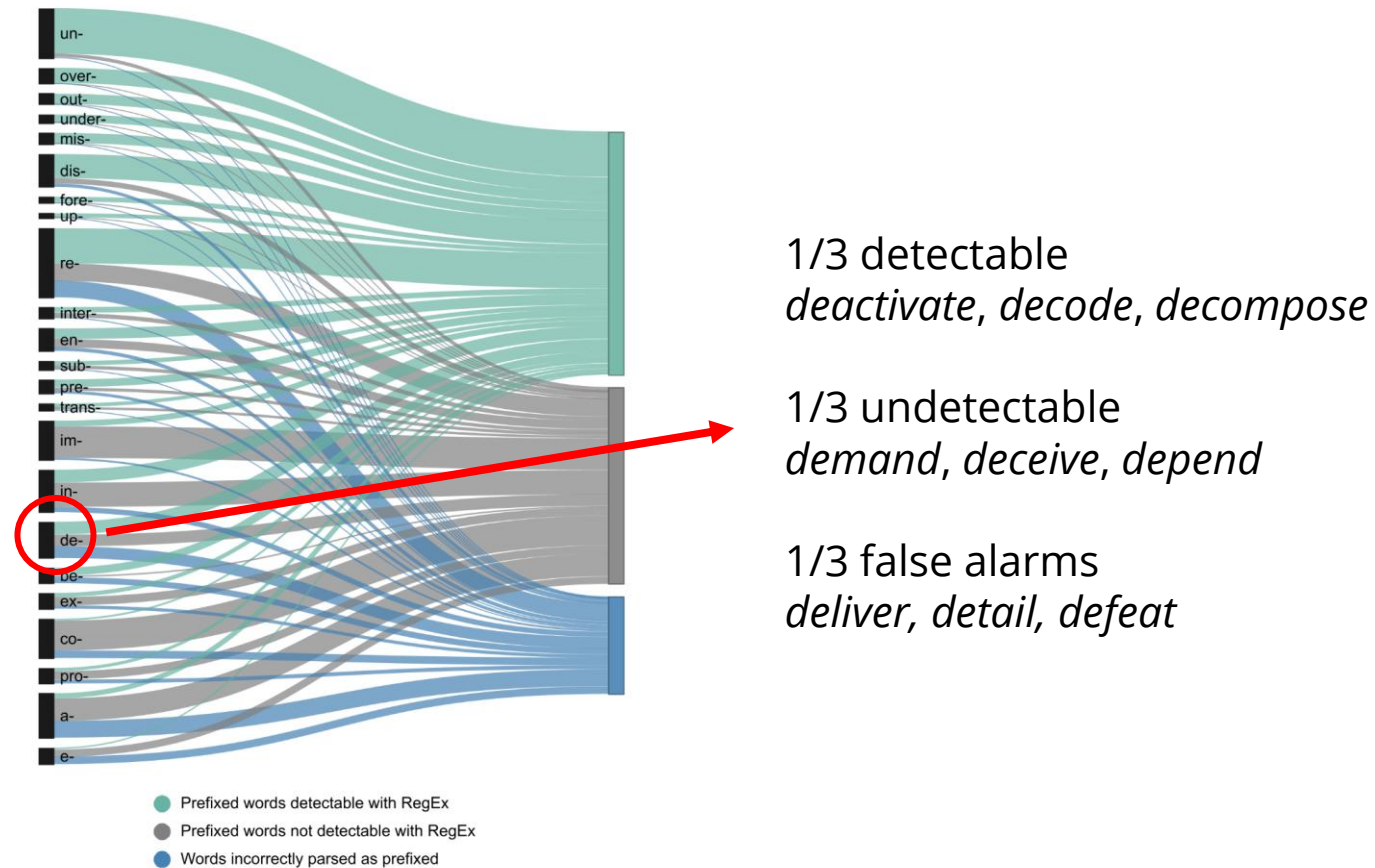 un-
over-
out-
under-
mis-
dis-
fore-
up-
re-
inter-
en-
sub-
pre-
trans-
im-
in-
de-
be-
ex-
co-
pro-
a-
e-
1/3 detectable
deactivate, decode, decompose
1/3 undetectable
demand, deceive, depend
1/3 false alarms
deliver, detail, defeat
Prefixed words detectable with RegEx
Prefixed words not detectable with RegEx
Words incorrectly parsed as prefixed